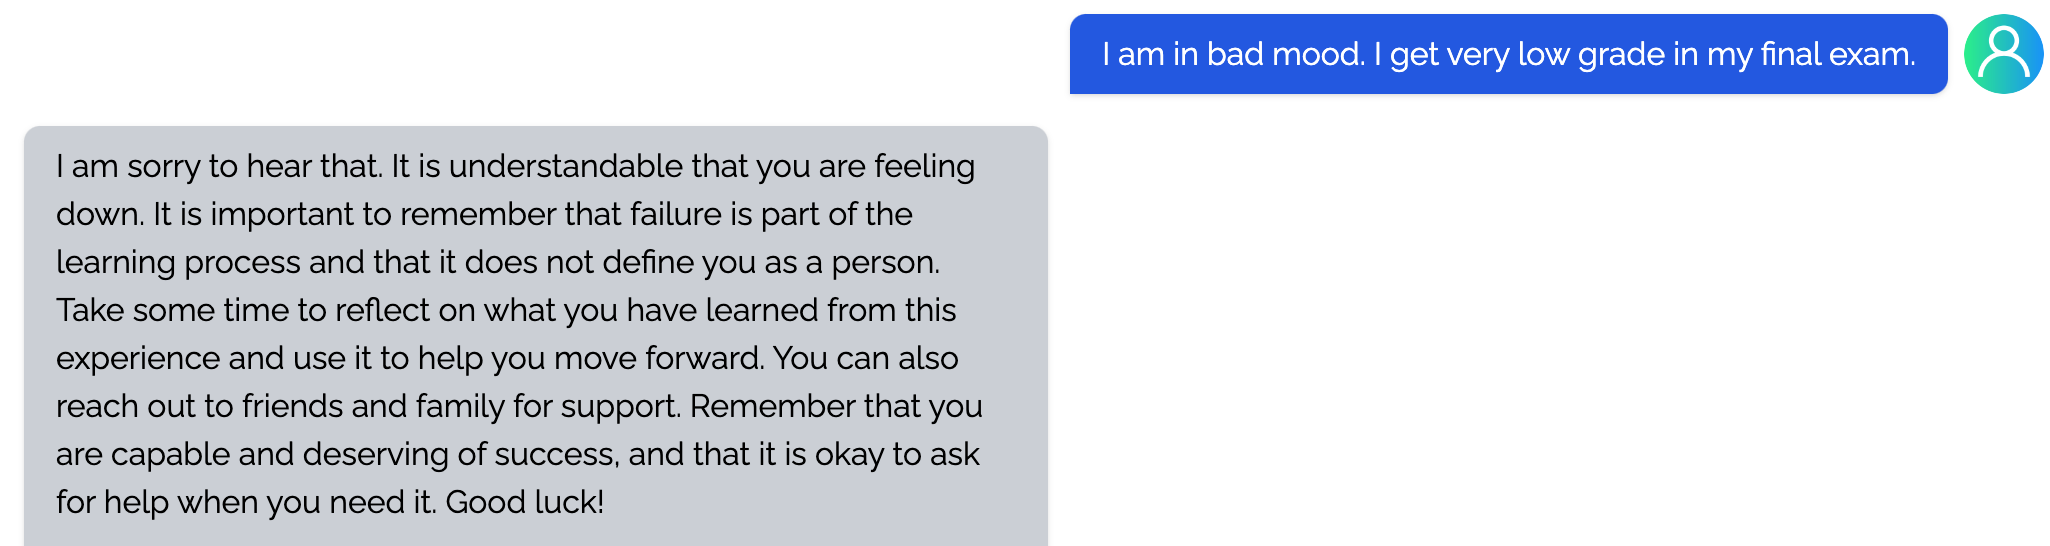 I am in bad mood. I get very low grade in my final exam.
I am sorry to hear that. It is understandable that you are feeling
down. It is important to remember that failure is part of the
learning process and that it does not define you as a person.
Take some time to reflect on what you have learned from this
experience and use it to help you move forward. You can also
reach out to friends and family for support. Remember that you
are capable and deserving of success, and that it is okay to ask
for help when you need it. Good luck!